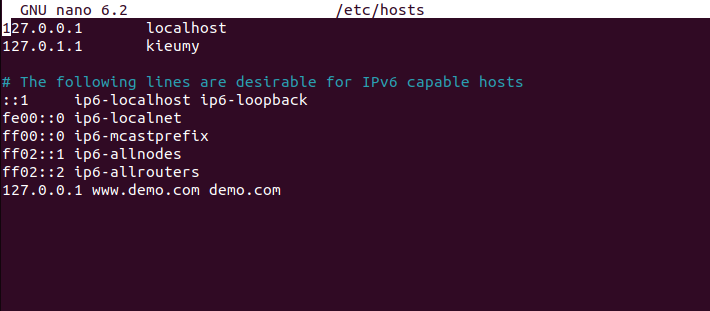 GNU nano 6.2 /etc/hosts
127.0.0.1 localhost
127.0.1.1 kieumy
# The following lines are desirable for IPv6 capable hosts
::1 ip6-localhost ip6-loopback
fe00::0 ip6-localnet
ff00::0 ip6-mcastprefix
ff02::1 ip6-allnodes
ff02::2 ip6-allrouters
127.0.0.1 www.demo.com demo.com